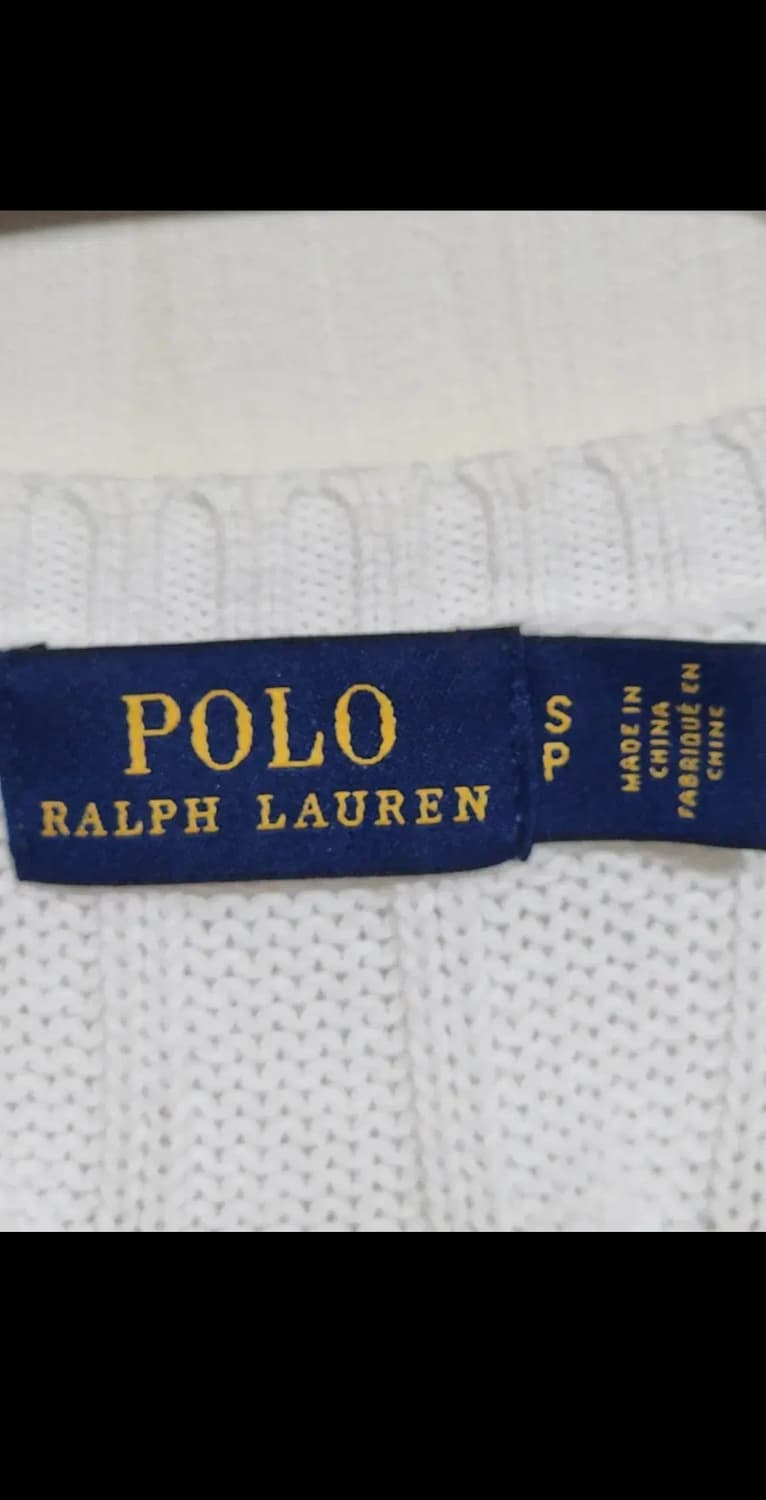 POLO
RALPH LAUREN
S
P
MADE IN
CHINA
FABRIQUÉ EN
CHINE